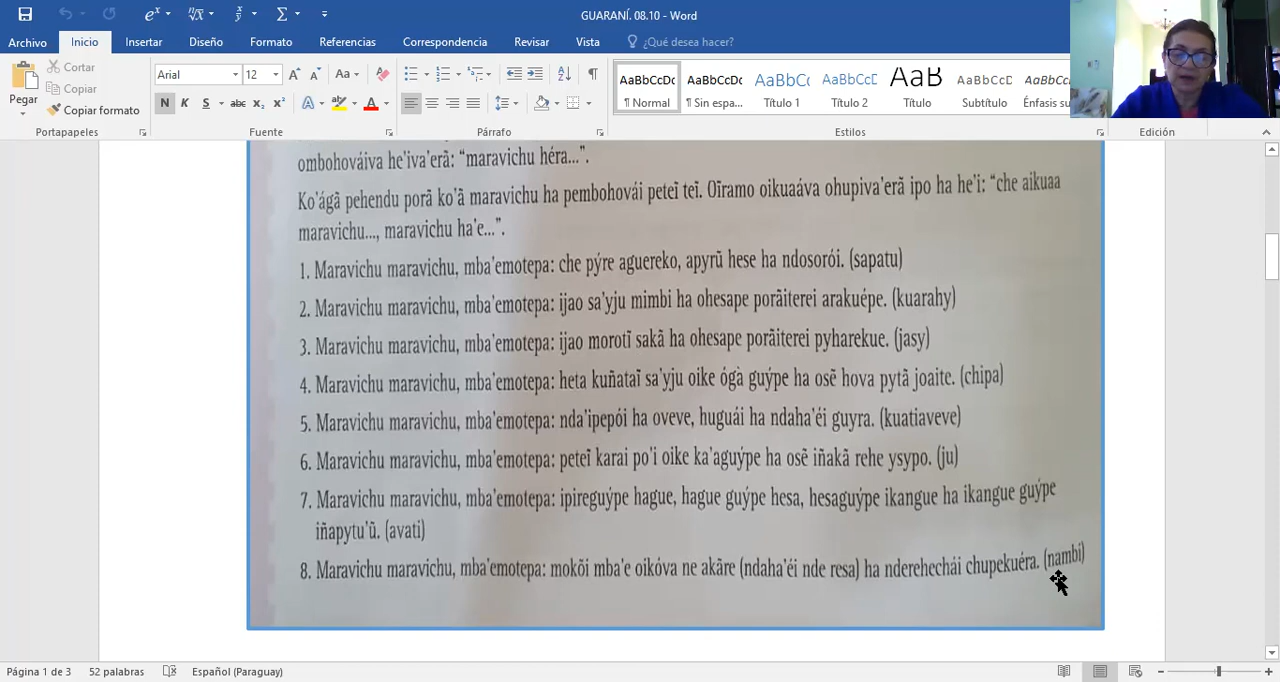 GUARANÍ. 08.10 - Word
Archivo Inicio Insertar Diseño Formato Referencias Correspondencia Revisar Vista ¿Qué desea hacer?
Pegar
Cortar
Copiar
Copiar formato
Portapapeles
Arial 12
Fuente
Párrafo
AaBbCcDc AaBbCcDc AaBbCc AaBbCcD AaB AaBbCcD AaBbCcD
¶ Normal ¶ Sin espa... Título 1 Título 2 Título Subtítulo Énfasis su
Estilos
Edición
ombohováiva he'iva'erã: “maravichu héra...”.
Ko'ágã pehendu porã ko'ã maravichu ha pembohovái peteĩ teĩ. Oĩramo oikuaáva ohupiva'erã ipo ha he'i: “che aikuaa
maravichu..., maravichu ha'e...”.
1. Maravichu maravichu, mba'emotepa: che pýre aguereko, apyrũ hese ha ndosorói. (sapatu)
2. Maravichu maravichu, mba'emotepa: ijao sa'yju mimbi ha ohesape porãiterei arakuépe. (kuarahy)
3. Maravichu maravichu, mba'emotepa: ijao morotĩ sakã ha ohesape porãiterei pyharekue. (jasy)
4. Maravichu maravichu, mba'emotepa: heta kuñataĩ sa'yju oike óga guýpe ha osẽ hova pytã joaite. (chipa)
5. Maravichu maravichu, mba'emotepa: nda'ipepói ha oveve, huguái ha ndaha'éi guyra. (kuatiaveve)
6. Maravichu maravichu, mba'emotepa: peteĩ karai po'i oike ka'aguýpe ha osẽ iñakã rehe ysypo. (ju)
7. Maravichu maravichu, mba'emotepa: ipireguýpe hague, hague guýpe hesa, hesaguýpe ikangue ha ikangue guýpe
iñapytu'ũ. (avati)
8. Maravichu maravichu, mba'emotepa: mokõi mba'e oikóva ne akãre (ndaha'éi nde resa) ha nderehechái chupekuéra. (nambi)
Página 1 de 3 52 palabras Español (Paraguay)